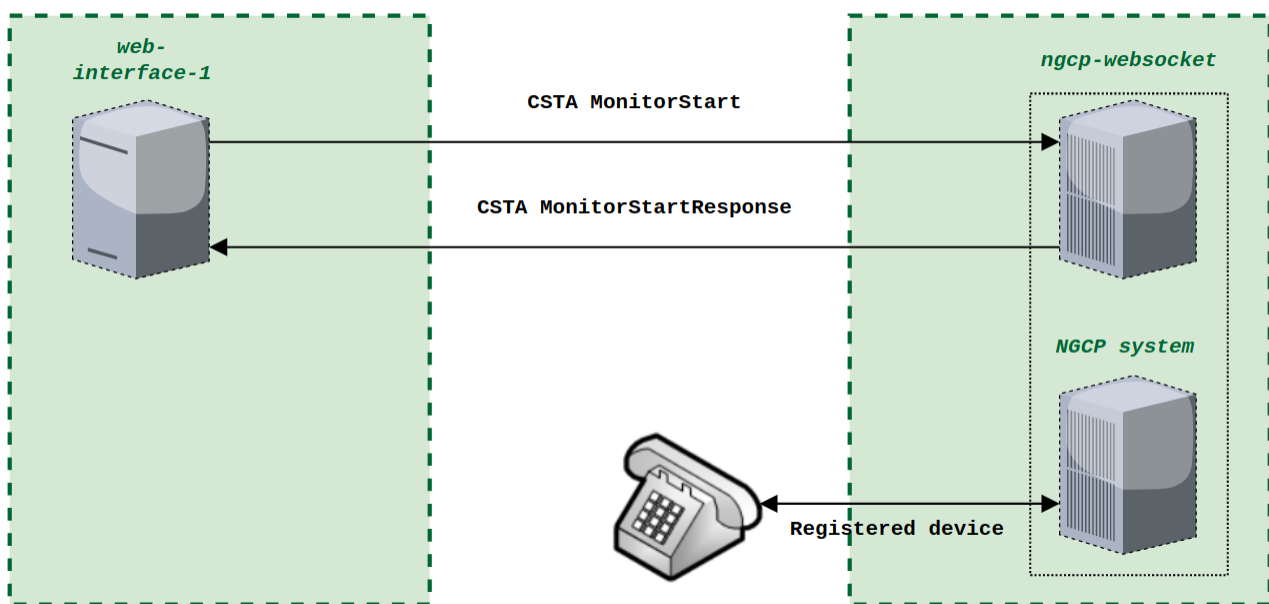 web-
interface-1
ngcp-websocket
CSTA MonitorStart
CSTA MonitorStartResponse
NGCP system
Registered device